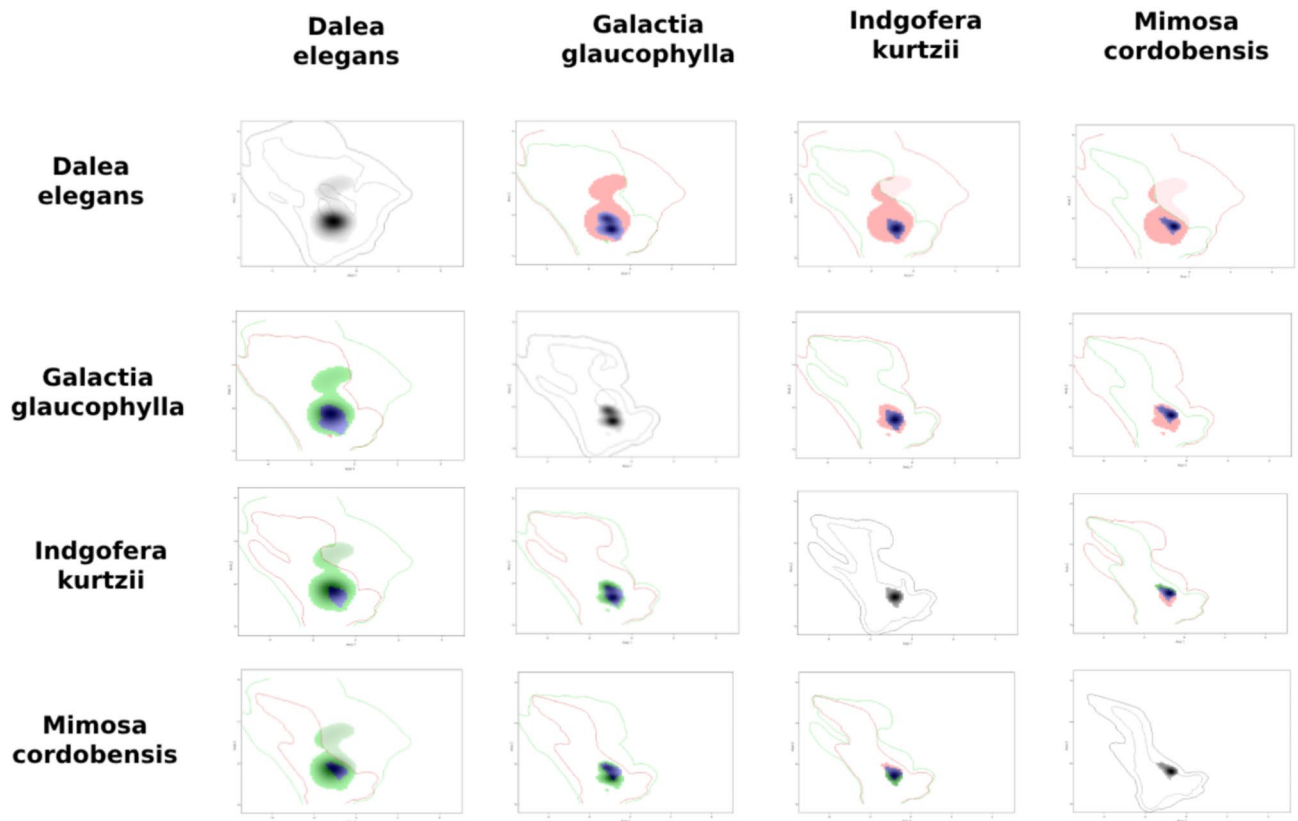 Dalea
elegans
Galactia
glaucophylla
Indgofera
kurtzii
Mimosa
cordobensis
Dalea
elegans
Galactia
glaucophylla
Indgofera
kurtzii
Mimosa
cordobensis